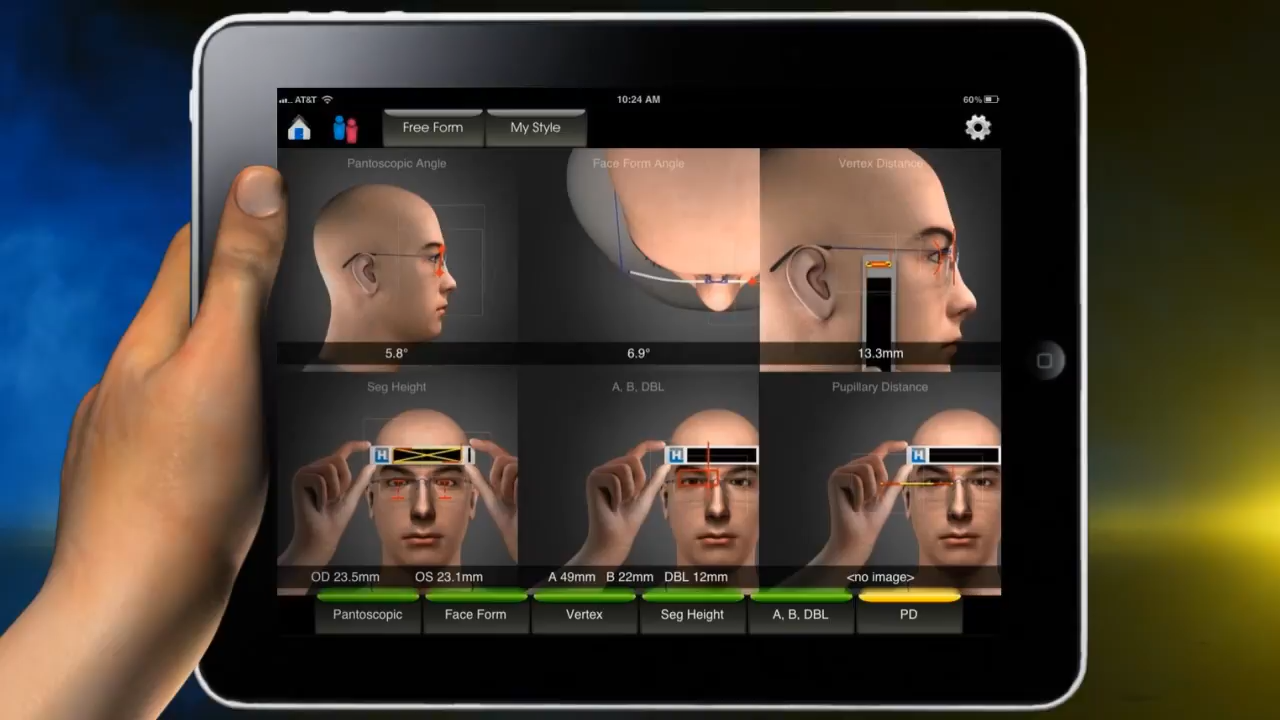 AT&T 10:24 AM 60%
Free Form My Style
Pantoscopic Angle Face Form Angle Vertex Distance
5.8° 6.9° 13.3mm
Seg Height A, B, DBL Pupillary Distance
H H H
OD 23.5mm OS 23.1mm A 49mm B 22mm DBL 12mm <no image>
Pantoscopic Face Form Vertex Seg Height A, B, DBL PD